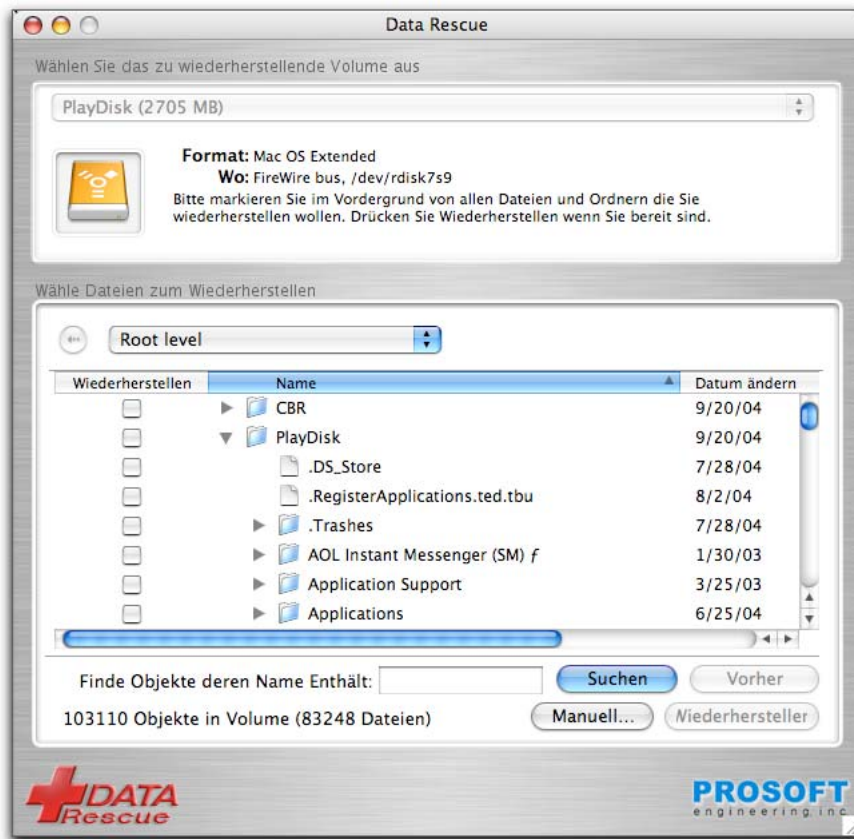 Data Rescue
Wählen Sie das zu wiederherstellende Volume aus
PlayDisk (2705 MB)
Format: Mac OS Extended
Wo: FireWire bus, /dev/rdisk7s9
Bitte markieren Sie im Vordergrund von allen Dateien und Ordnern die Sie
wiederherstellen wollen. Drücken Sie Wiederherstellen wenn Sie bereit sind.
Wähle Dateien zum Wiederherstellen
Root level
Wiederherstellen Name Datum ändern
CBR 9/20/04
PlayDisk 9/20/04
.DS_Store 7/28/04
.RegisterApplications.ted.tbu 8/2/04
.Trashes 7/28/04
AOL Instant Messenger (SM) ƒ 1/30/03
Application Support 3/25/03
Applications 6/25/04
Finde Objekte deren Name Enthält: Suchen Vorher
103110 Objekte in Volume (83248 Dateien) Manuell... Wiederhersteller
DATA
Rescue
PROSOFT
engineering inc